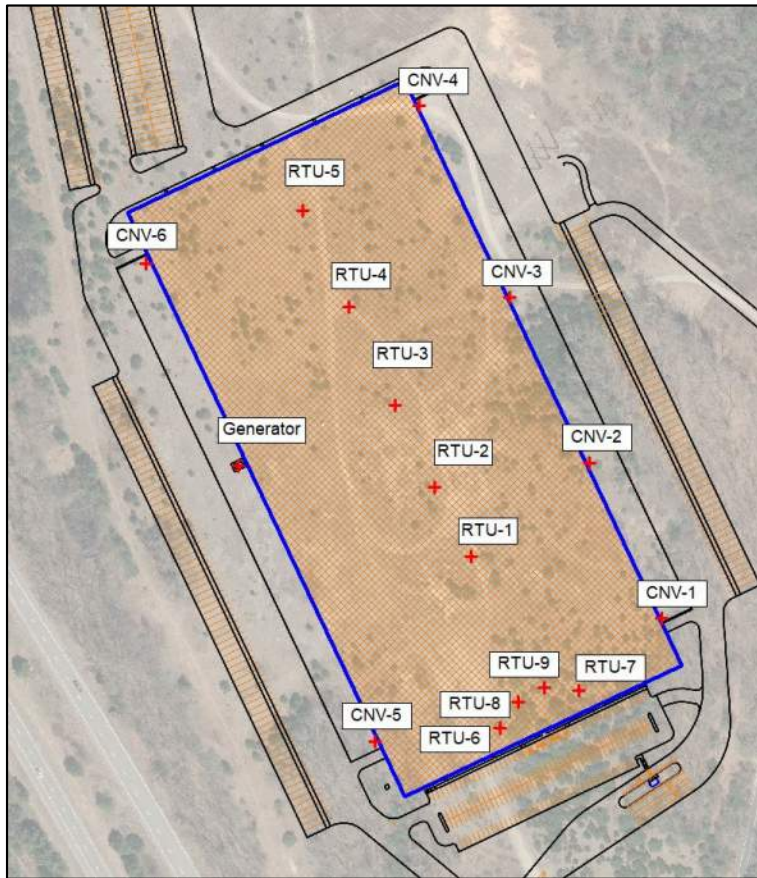 CNV-4
RTU-5
CNV-6
CNV-3
RTU-4
RTU-3
Generator
CNV-2
RTU-2
RTU-1
CNV-1
RTU-9
RTU-7
RTU-8
CNV-5
RTU-6